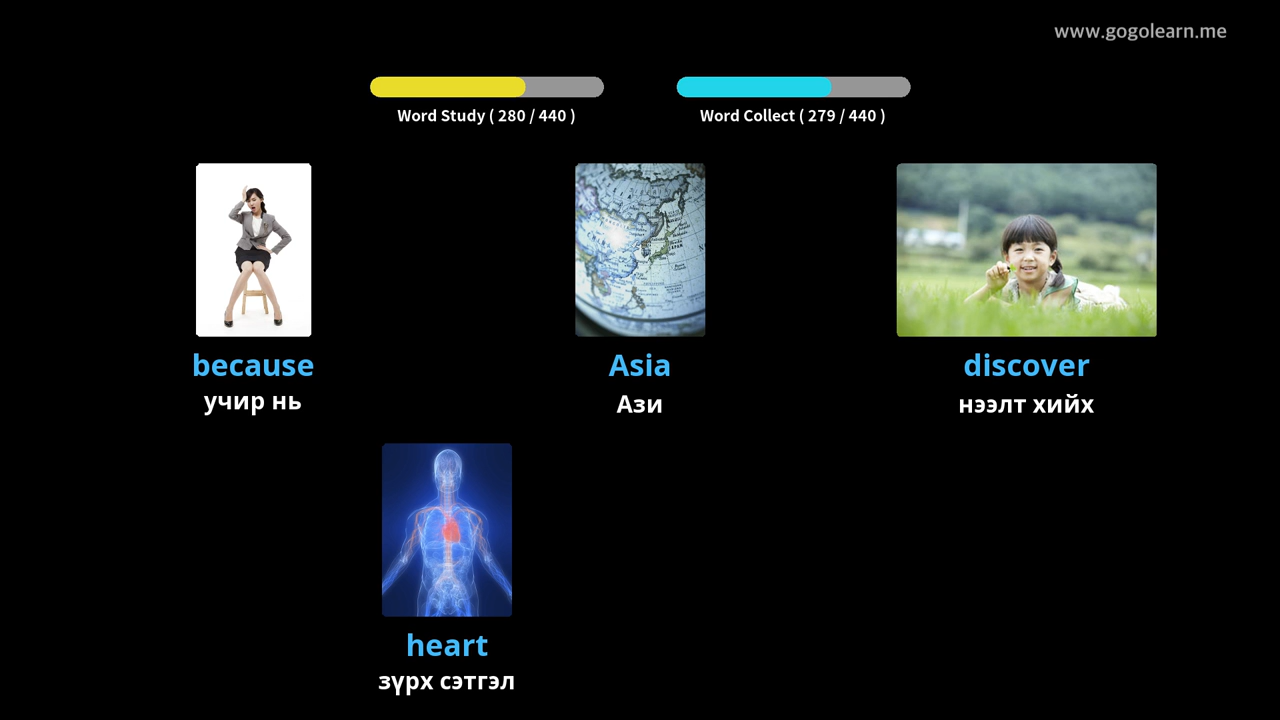 www.gogolearn.me
Word Study ( 280 / 440 )
Word Collect ( 279 / 440 )
because
учир нь
Asia
Ази
discover
нээлт хийх
heart
зүрх сэтгэл